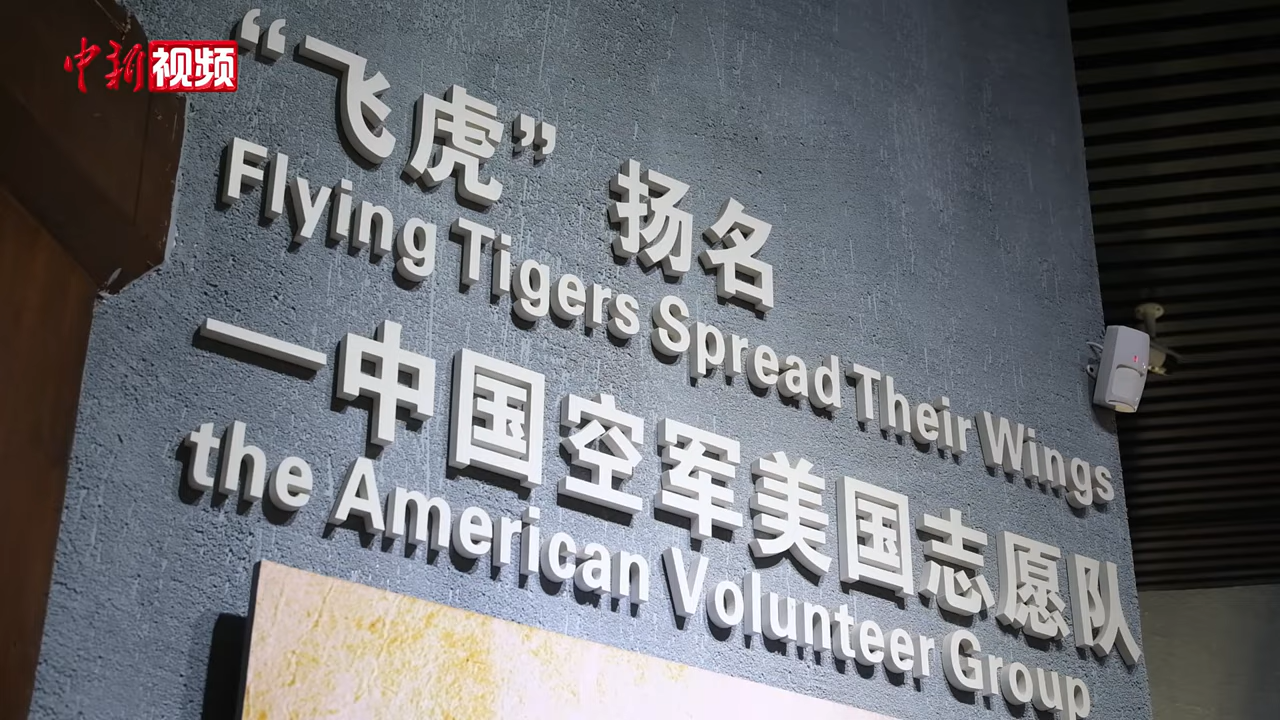 中新视频
“飞虎” 扬名
Flying Tigers Spread Their Wings
—中国空军美国志愿队
the American Volunteer Group